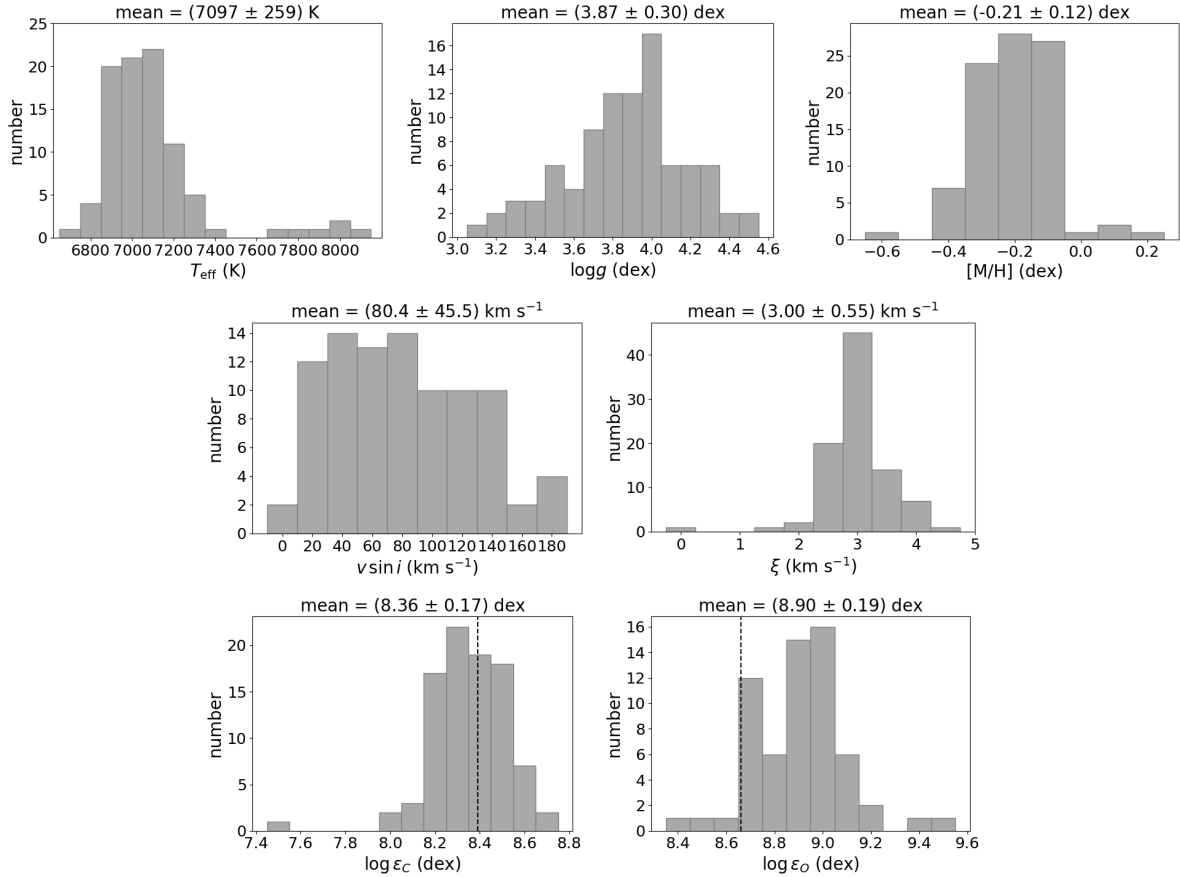 mean = (7097 ± 259) K
mean = (3.87 ± 0.30) dex
mean = (-0.21 ± 0.12) dex
number
25
20
15
10
5
0
6800 7000 7200 7400 7600 7800 8000
T_eff (K)
number
16
14
12
10
8
6
4
2
0
3.0 3.2 3.4 3.6 3.8 4.0 4.2 4.4 4.6
log g (dex)
number
25
20
15
10
5
0
−0.6 −0.4 −0.2 0.0 0.2
[M/H] (dex)
mean = (80.4 ± 45.5) km s⁻¹
mean = (3.00 ± 0.55) km s⁻¹
number
14
12
10
8
6
4
2
0
0 20 40 60 80 100 120 140 160 180
v sin i (km s⁻¹)
number
40
30
20
10
0
0 1 2 3 4 5
ξ (km s⁻¹)
mean = (8.36 ± 0.17) dex
mean = (8.90 ± 0.19) dex
number
20
15
10
5
0
7.4 7.6 7.8 8.0 8.2 8.4 8.6 8.8
log ε_C (dex)
number
16
14
12
10
8
6
4
2
0
8.4 8.6 8.8 9.0 9.2 9.4 9.6
log ε_O (dex)